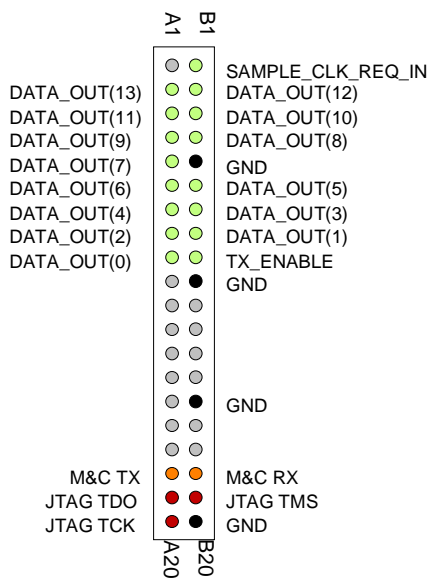 A1 B1
SAMPLE_CLK_REQ_IN
DATA_OUT(13) DATA_OUT(12)
DATA_OUT(11) DATA_OUT(10)
DATA_OUT(9) DATA_OUT(8)
DATA_OUT(7) GND
DATA_OUT(6) DATA_OUT(5)
DATA_OUT(4) DATA_OUT(3)
DATA_OUT(2) DATA_OUT(1)
DATA_OUT(0) TX_ENABLE
GND
GND
M&C TX M&C RX
JTAG TDO JTAG TMS
JTAG TCK GND
A20 B20